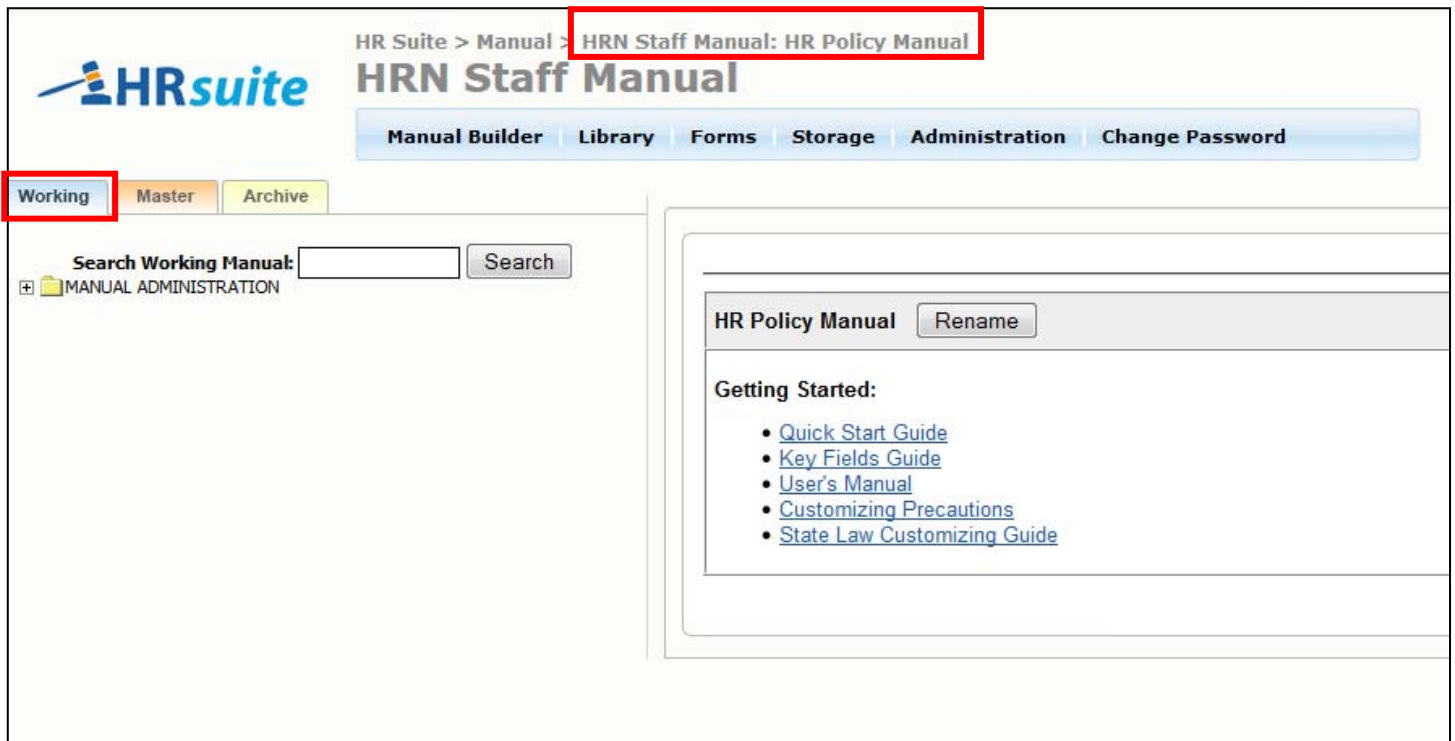 HR Suite > Manual > HRN Staff Manual: HR Policy Manual
HRsuite
HRN Staff Manual
Manual Builder Library Forms Storage Administration Change Password
Working Master Archive
Search Working Manual: Search
MANUAL ADMINISTRATION
HR Policy Manual Rename
Getting Started:
• Quick Start Guide
• Key Fields Guide
• User's Manual
• Customizing Precautions
• State Law Customizing Guide